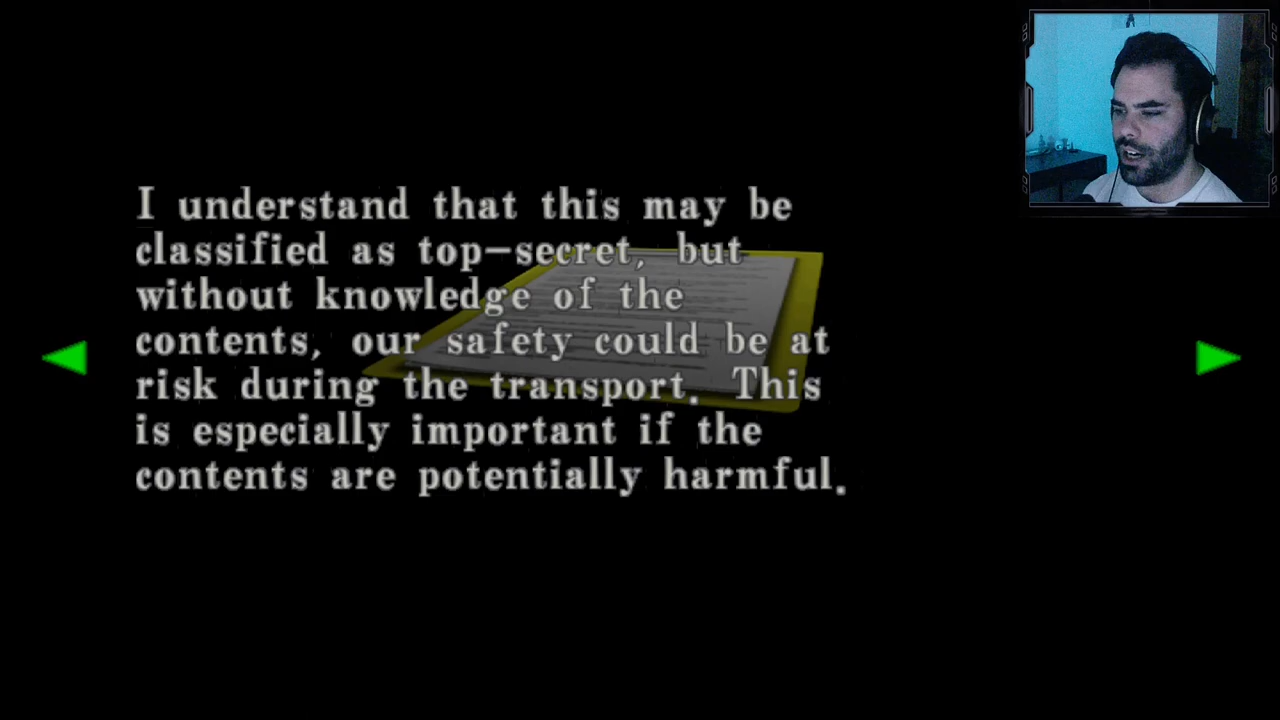 I understand that this may be
classified as top-secret, but
without knowledge of the
contents, our safety could be at
risk during the transport. This
is especially important if the
contents are potentially harmful.